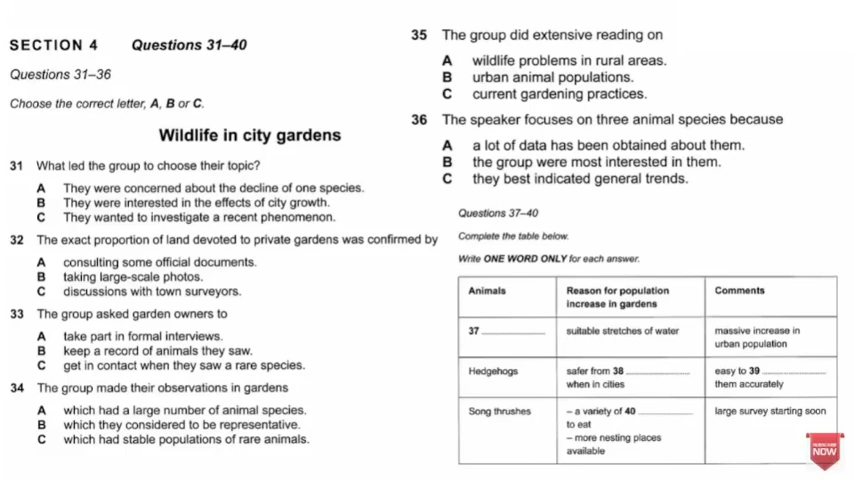 SECTION 4 Questions 31–40
Questions 31–36
Choose the correct letter, A, B or C.
Wildlife in city gardens
31 What led the group to choose their topic?
A They were concerned about the decline of one species.
B They were interested in the effects of city growth.
C They wanted to investigate a recent phenomenon.
32 The exact proportion of land devoted to private gardens was confirmed by
A consulting some official documents.
B taking large-scale photos.
C discussions with town surveyors.
33 The group asked garden owners to
A take part in formal interviews.
B keep a record of animals they saw.
C get in contact when they saw a rare species.
34 The group made their observations in gardens
A which had a large number of animal species.
B which they considered to be representative.
C which had stable populations of rare animals.
35 The group did extensive reading on
A wildlife problems in rural areas.
B urban animal populations.
C current gardening practices.
36 The speaker focuses on three animal species because
A a lot of data has been obtained about them.
B the group were most interested in them.
C they best indicated general trends.
Questions 37–40
Complete the table below.
Write ONE WORD ONLY for each answer.
Animals
Reason for population
increase in gardens
Comments
37 ____________
suitable stretches of water
massive increase in
urban population
Hedgehogs
safer from 38 ____________
when in cities
easy to 39 ____________
them accurately
Song thrushes
– a variety of 40 ____________
to eat
– more nesting places
available
large survey starting soon
NOW